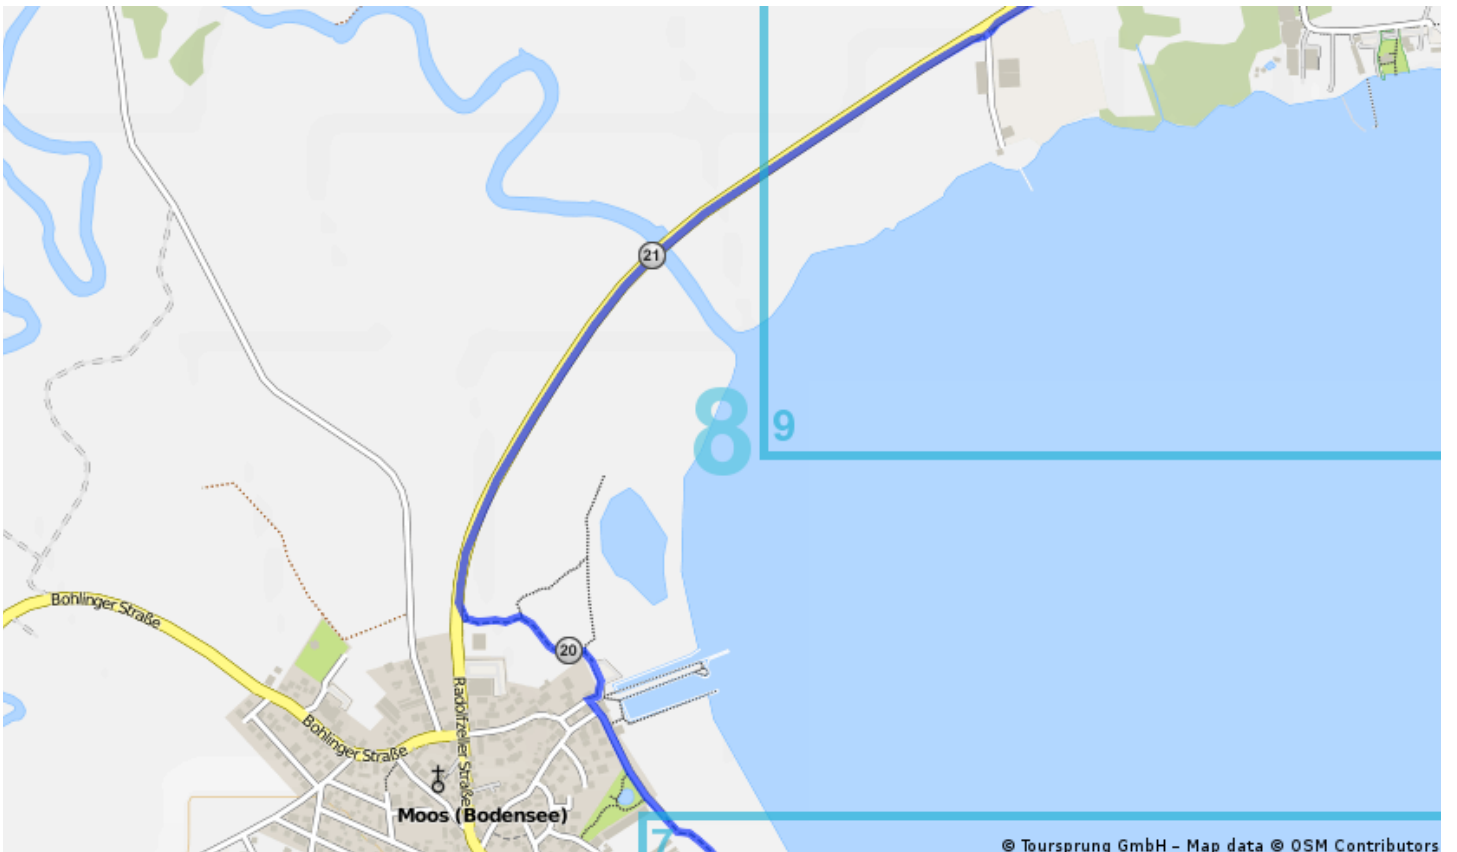 21
8
9
Bohlinger Straße
20
Radolfzeller Straße
Bohlinger Straße
Moos (Bodensee)
7
© Toursprung GmbH – Map data © OSM Contributors